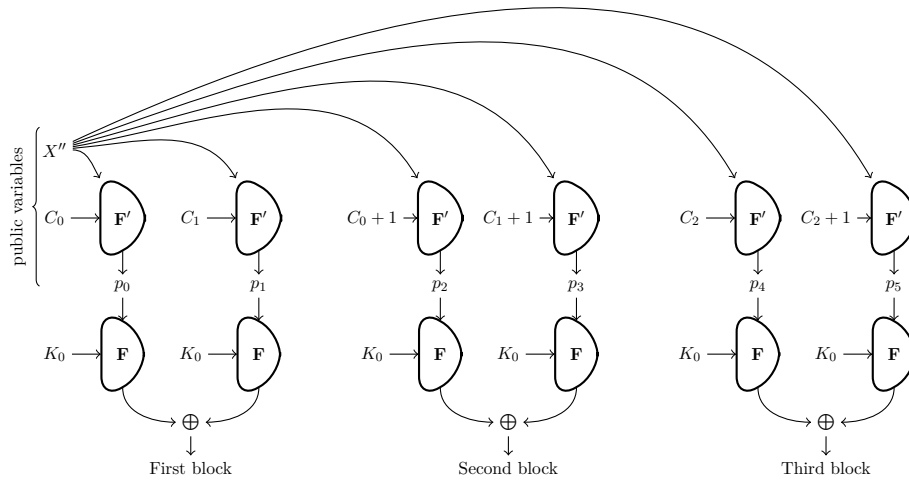 public variables
X″
C₀ F′ C₁ F′ C₀ + 1 F′ C₁ + 1 F′ C₂ F′ C₂ + 1 F′
p₀ p₁ p₂ p₃ p₄ p₅
K₀ F K₀ F K₀ F K₀ F K₀ F K₀ F
⊕ ⊕ ⊕
First block Second block Third block